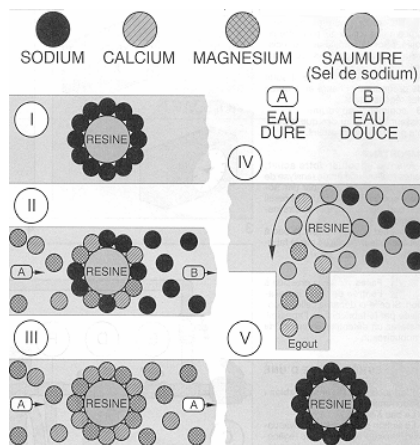 SODIUM
CALCIUM
MAGNESIUM
SAUMURE
(Sel de sodium)
A
EAU
DURE
B
EAU
DOUCE
I
RESINE
II
A
RESINE
B
III
A
RESINE
A
IV
RESINE
Egout
V
RESINE